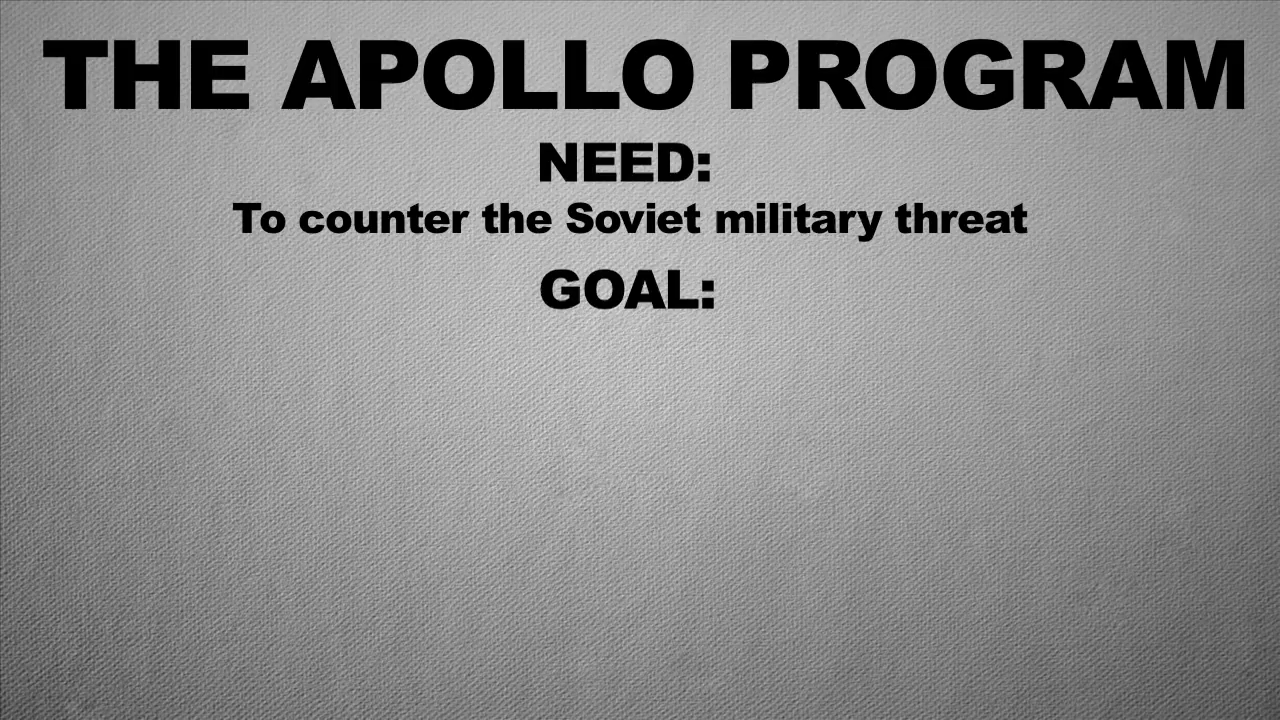 THE APOLLO PROGRAM
NEED:
To counter the Soviet military threat
GOAL: